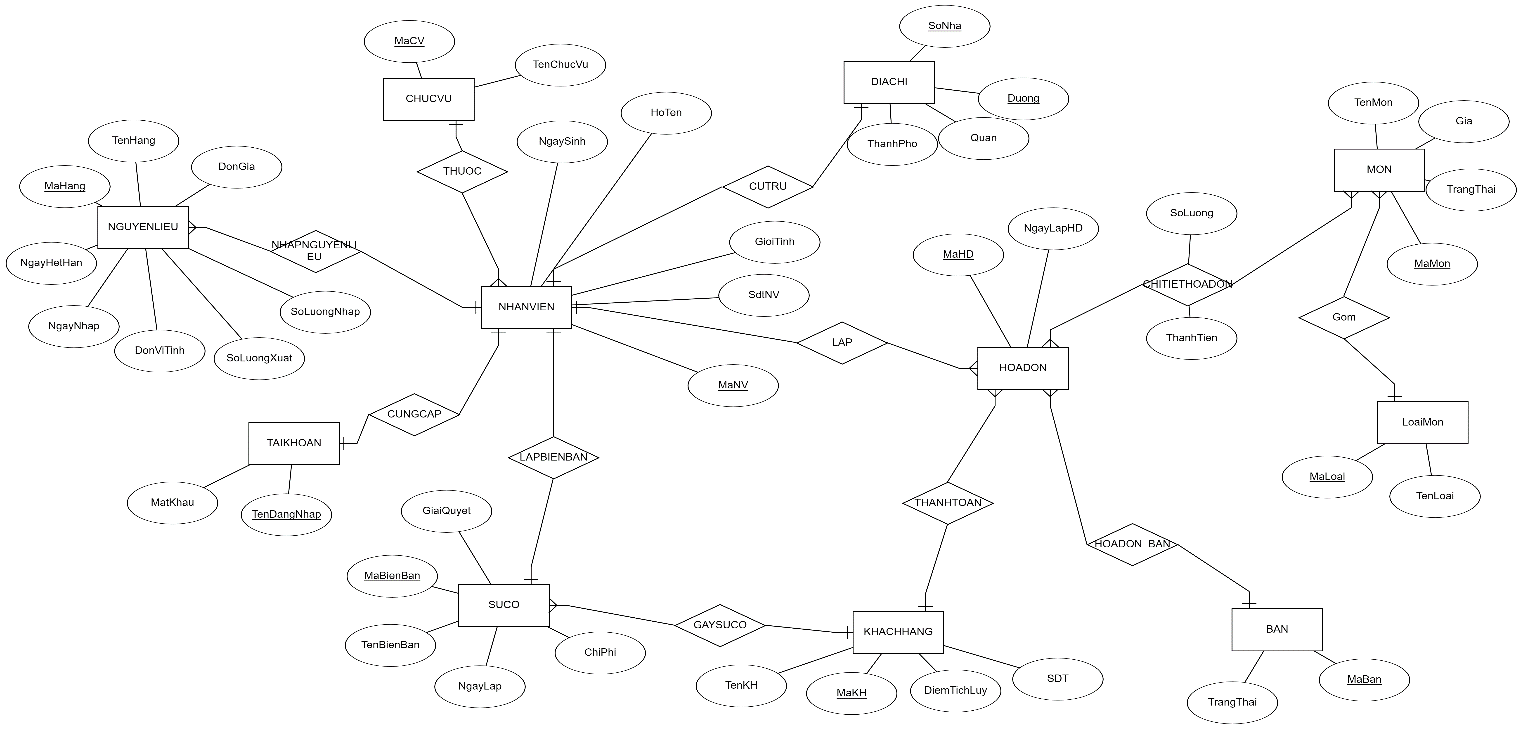 SoNha
MaCV
TenChucVu
DIACHI
CHUCVU
Duong
TenMon
Gia
HoTen
NgaySinh
TenHang
ThanhPho
Quan
DonGia
THUOC
MON
MaHang
CUTRU
TrangThai
SoLuong
NGUYENLIEU
NgayLapHD
GioiTinh
NHAPNGUYENLI
EU
MaHD
NgayHetHan
MaMon
CHITIETHOADON
SdtNV
NHANVIEN
SoLuongNhap
Gom
NgayNhap
ThanhTien
LAP
DonViTinh
SoLuongXuat
HOADON
MaNV
CUNGCAP
LoaiMon
TAIKHOAN
LAPBIENBAN
MaLoai
TenLoai
MatKhau
THANHTOAN
GiaiQuyet
TenDangNhap
HOADON_BAN
MaBienBan
SUCO
GAYSUCO
BAN
KHACHHANG
TenBienBan
ChiPhi
SDT
MaBan
NgayLap
TenKH
MaKH
DiemTichLuy
TrangThai